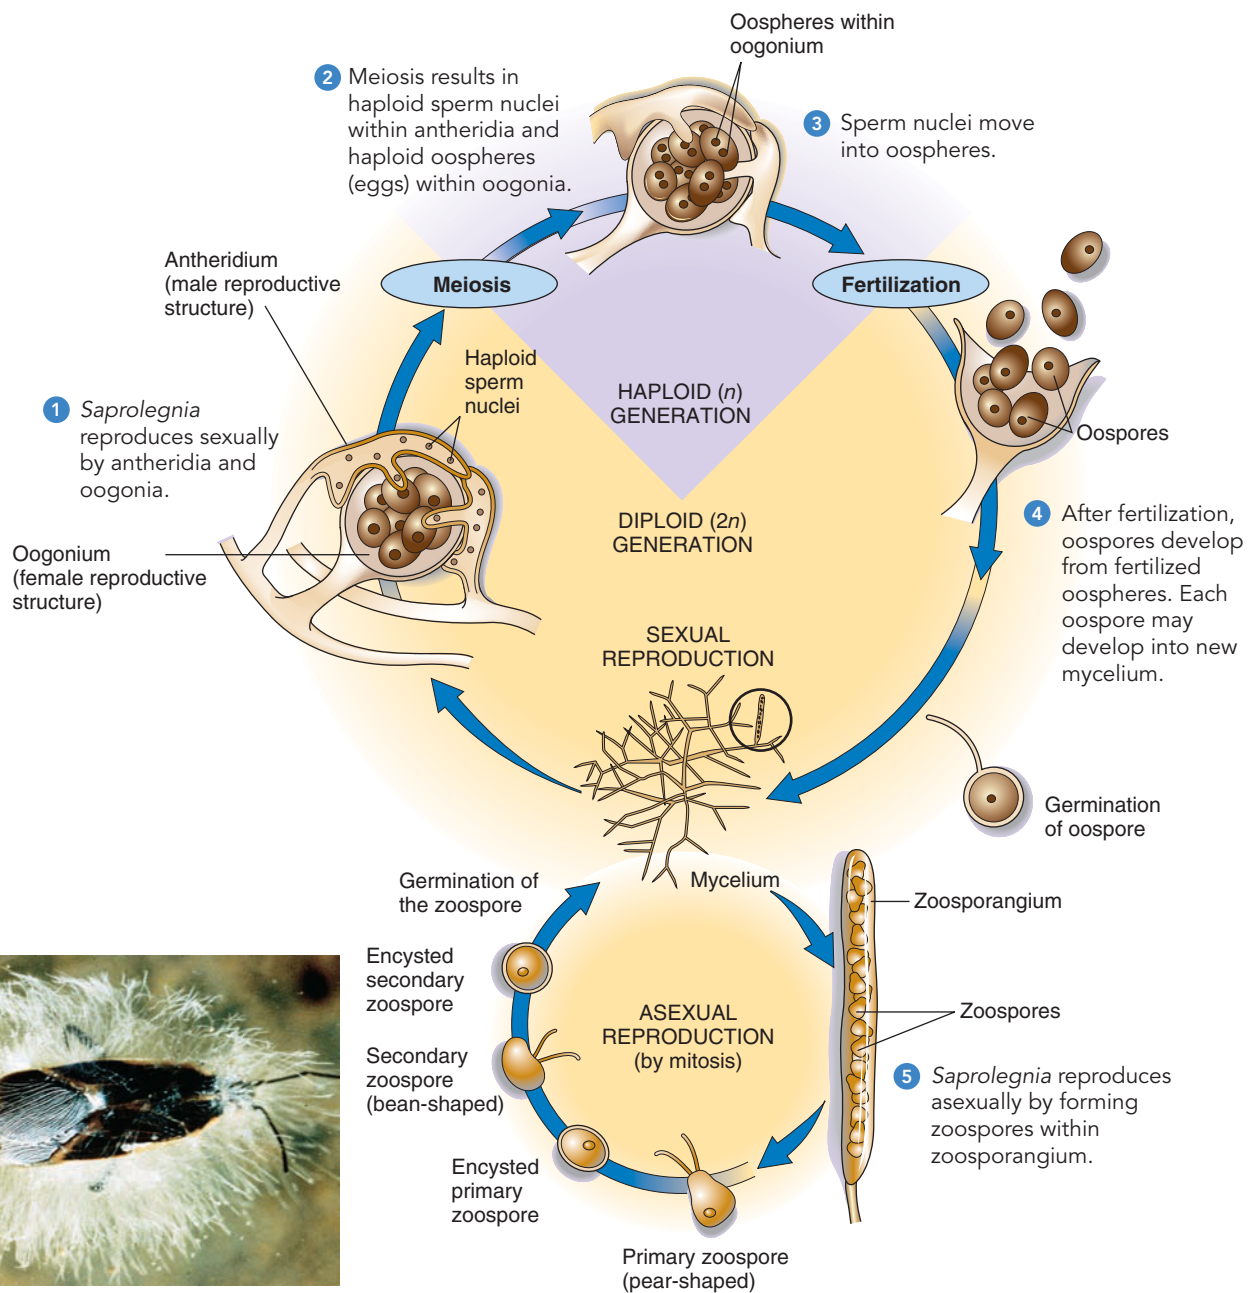 Oospheres within
oogonium
2 Meiosis results in
haploid sperm nuclei
within antheridia and
haploid oospheres
(eggs) within oogonia.
3 Sperm nuclei move
into oospheres.
Antheridium
(male reproductive
structure)
Meiosis
Fertilization
Haploid
sperm
nuclei
HAPLOID (n)
GENERATION
1 Saprolegnia
reproduces sexually
by antheridia and
oogonia.
Oospores
DIPLOID (2n)
GENERATION
4 After fertilization,
oospores develop
from fertilized
oospheres. Each
oospore may
develop into new
mycelium.
Oogonium
(female reproductive
structure)
SEXUAL
REPRODUCTION
Germination
of oospore
Mycelium
Germination of
the zoospore
Zoosporangium
Encysted
secondary
zoospore
ASEXUAL
REPRODUCTION
(by mitosis)
Zoospores
Secondary
zoospore
(bean-shaped)
5 Saprolegnia reproduces
asexually by forming
zoospores within
zoosporangium.
Encysted
primary
zoospore
Primary zoospore
(pear-shaped)